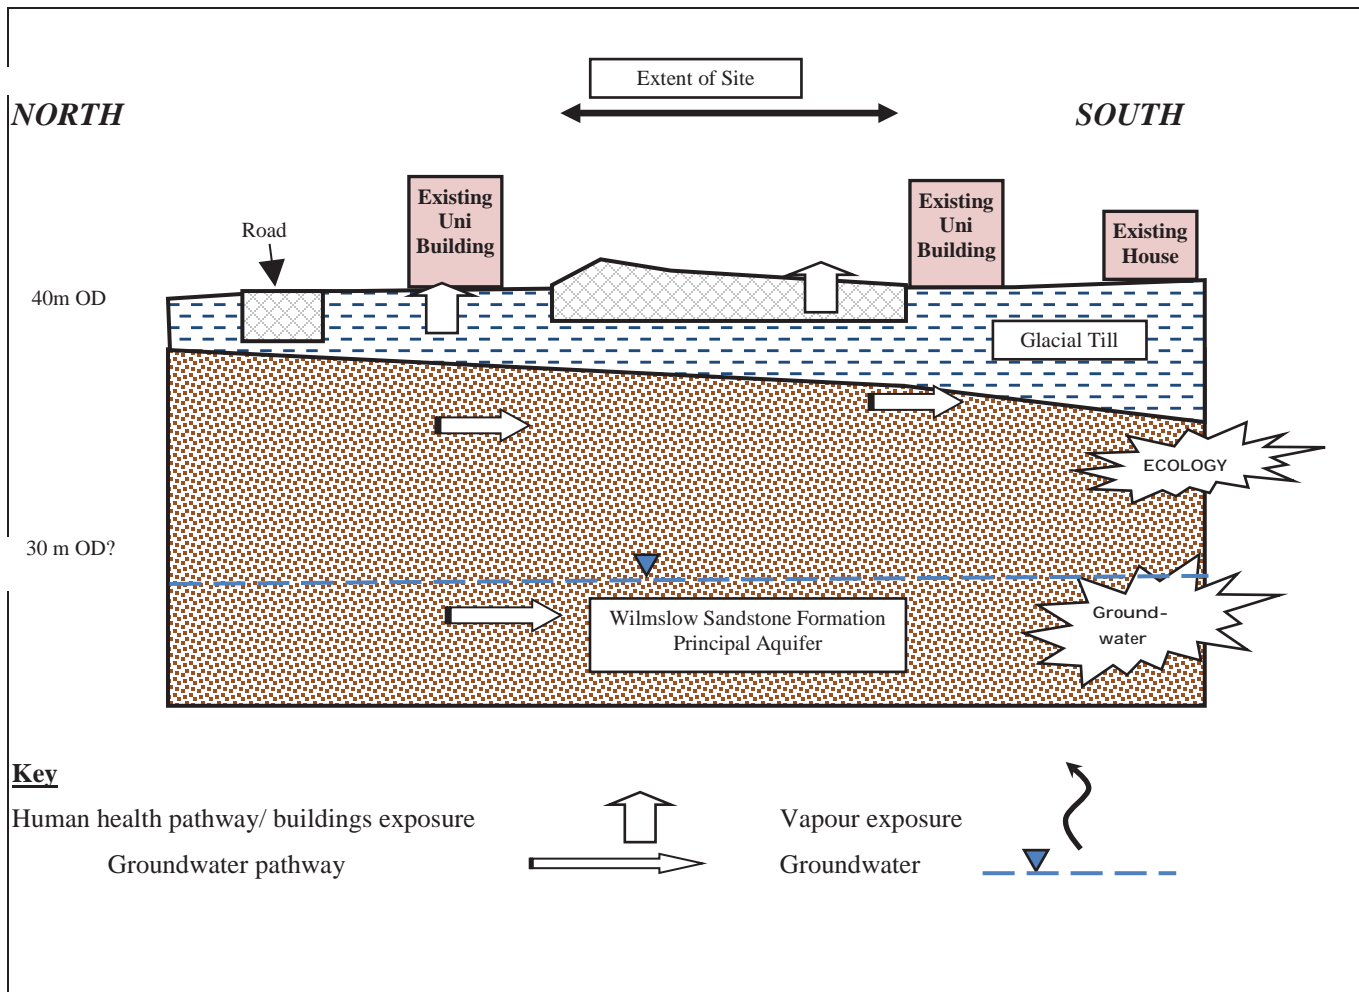 Extent of Site
NORTH
SOUTH
Existing
Uni
Building
Existing
Uni
Building
Road
Existing
House
40m OD
Glacial Till
ECOLOGY
30 m OD?
Wilmslow Sandstone Formation
Principal Aquifer
Ground-
water
Key
Human health pathway/ buildings exposure
Vapour exposure
Groundwater pathway
Groundwater